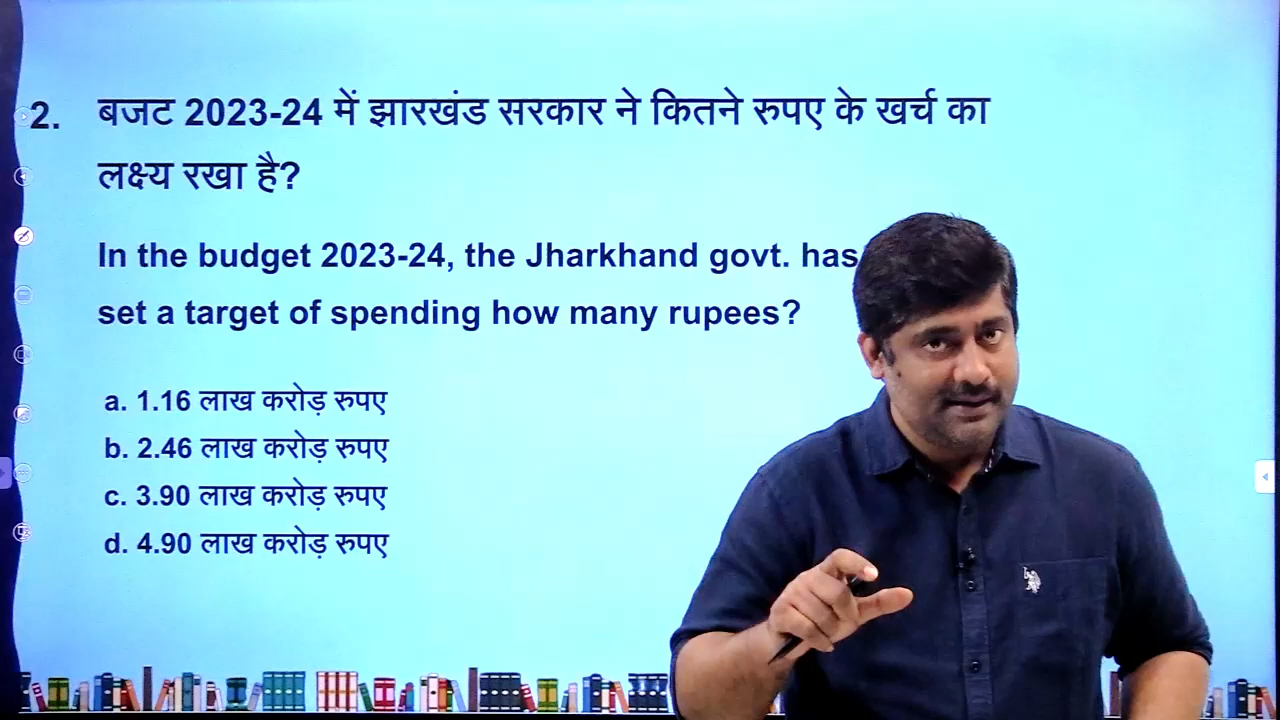 2. बजट 2023-24 में झारखंड सरकार ने कितने रुपए के खर्च का
लक्ष्य रखा है?
In the budget 2023-24, the Jharkhand govt. has
set a target of spending how many rupees?
a. 1.16 लाख करोड़ रुपए
b. 2.46 लाख करोड़ रुपए
c. 3.90 लाख करोड़ रुपए
d. 4.90 लाख करोड़ रुपए